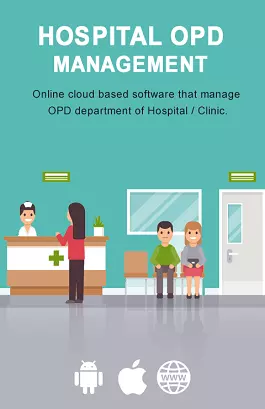 HOSPITAL OPD
MANAGEMENT
Online cloud based software that manage
OPD department of Hospital / Clinic.
WWW